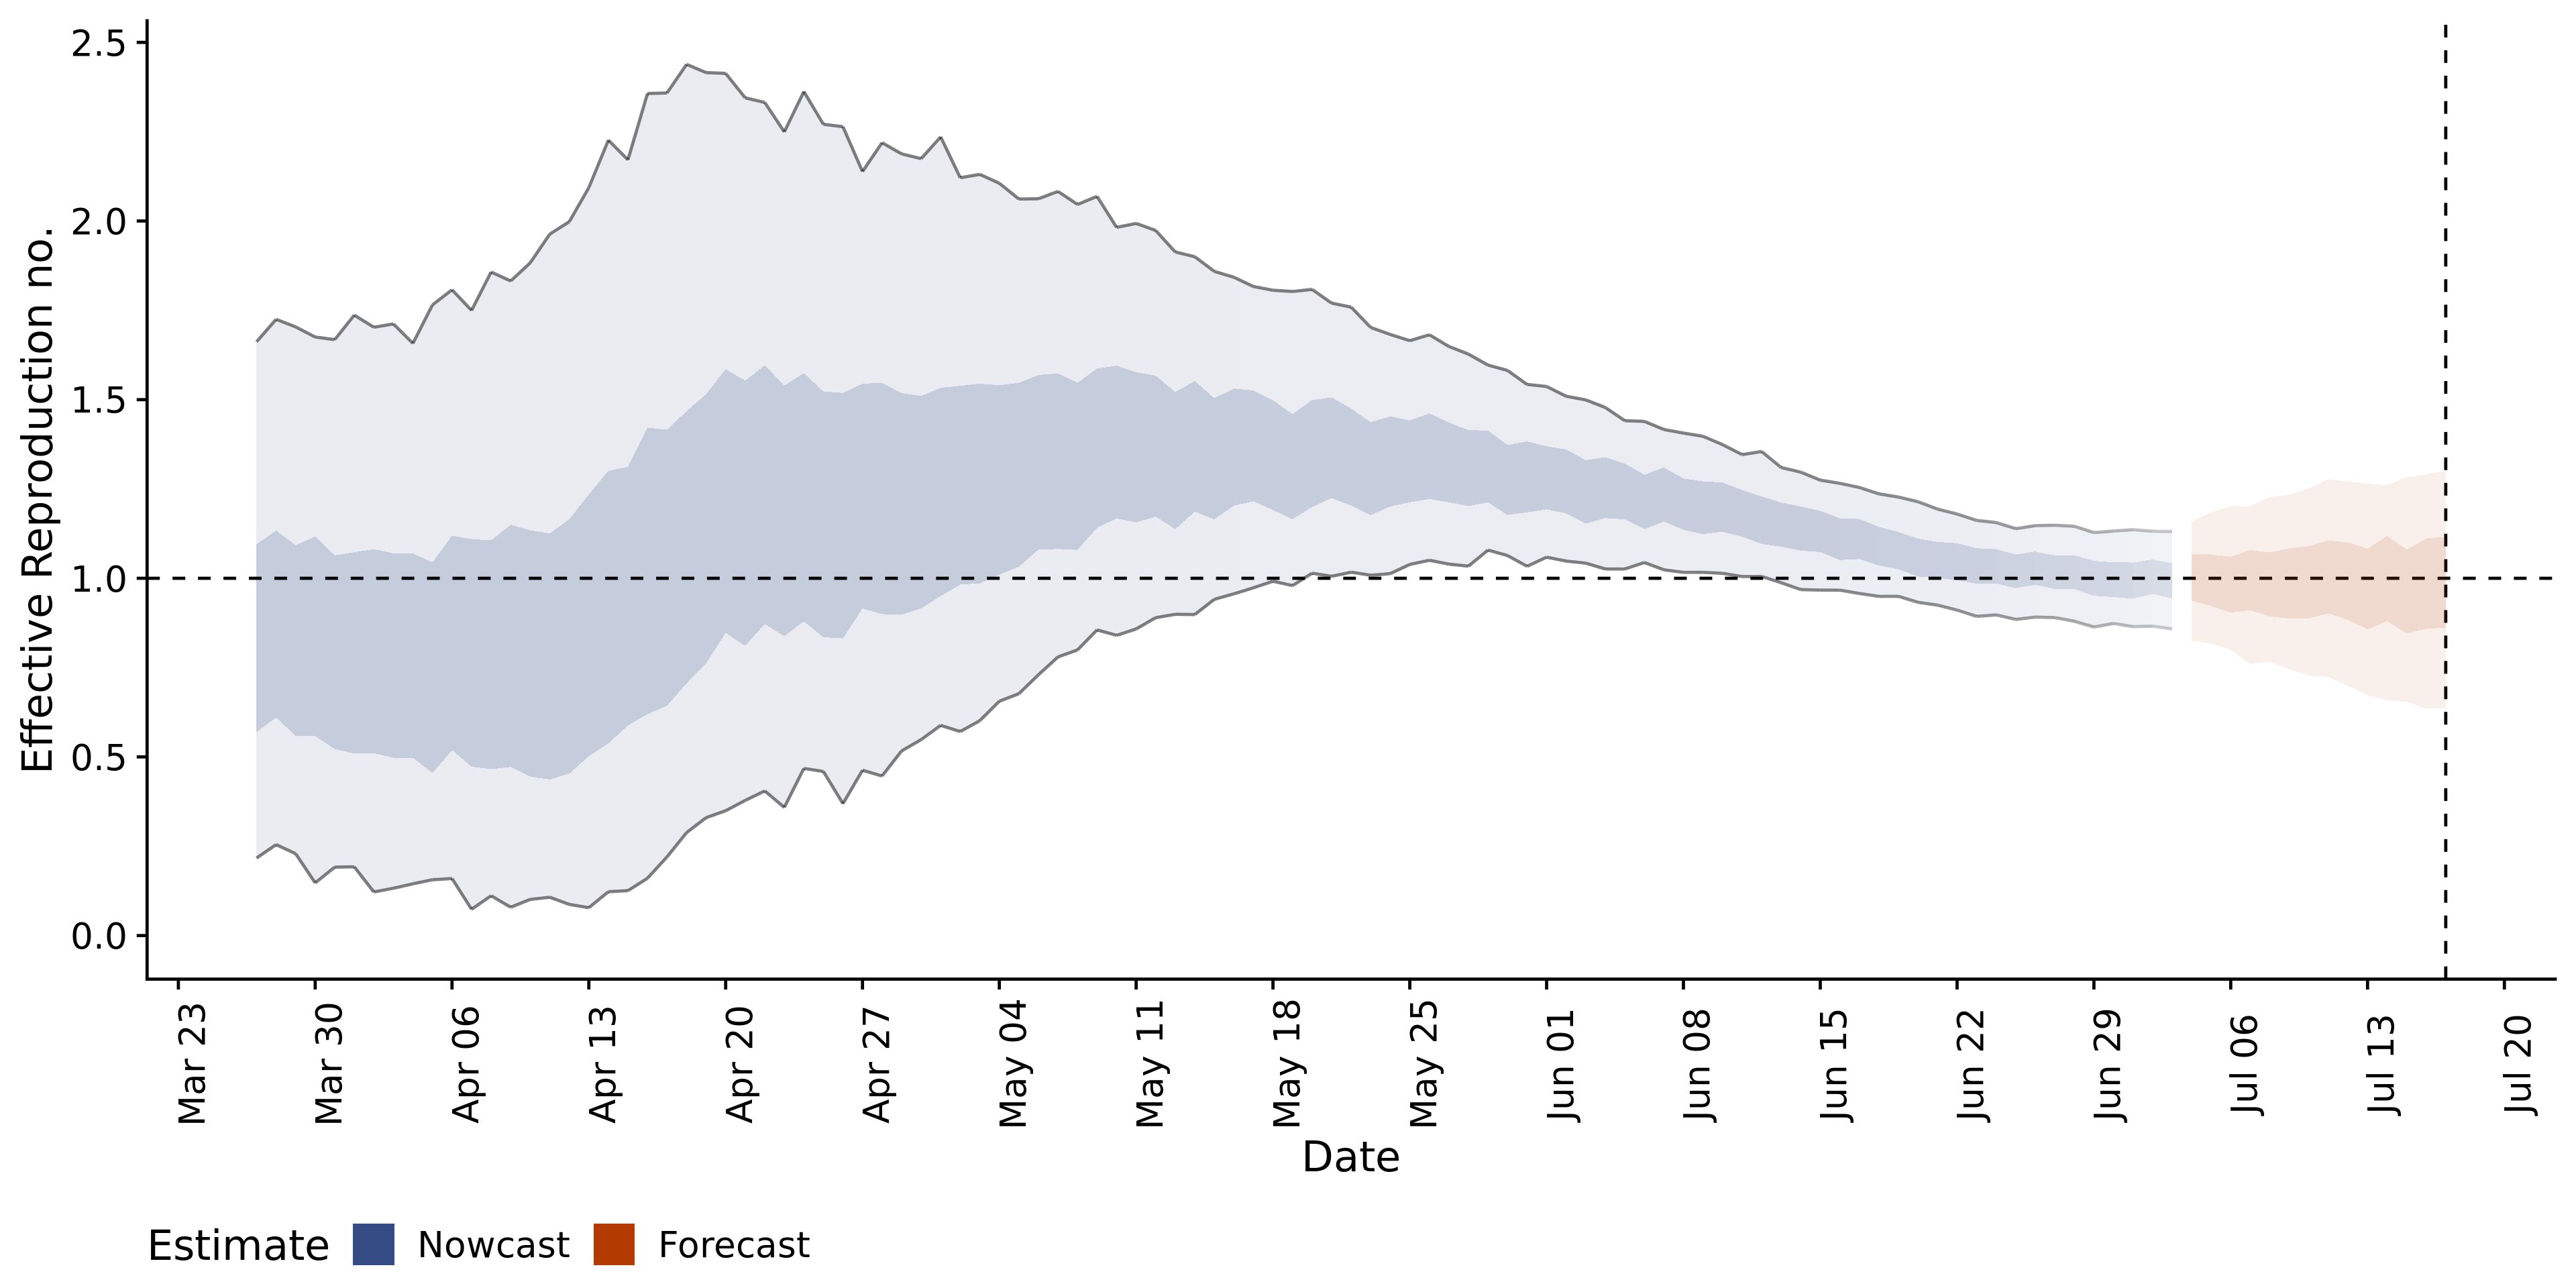 Effective Reproduction no.
2.5
2.0
1.5
1.0
0.5
0.0
Mar 23
Mar 30
Apr 06
Apr 13
Apr 20
Apr 27
May 04
May 11
May 18
May 25
Jun 01
Jun 08
Jun 15
Jun 22
Jun 29
Jul 06
Jul 13
Jul 20
Date
Estimate Nowcast Forecast